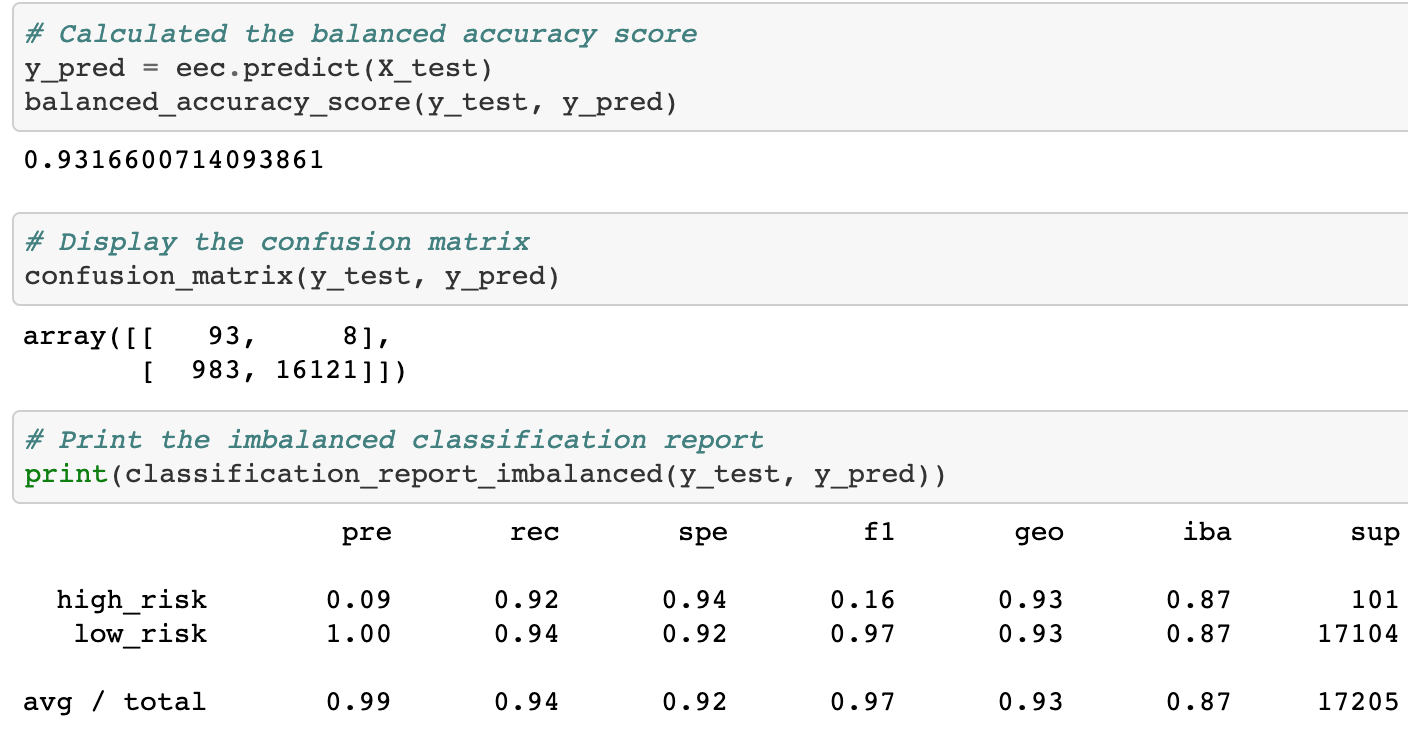 # Calculated the balanced accuracy score
y_pred = eec.predict(X_test)
balanced_accuracy_score(y_test, y_pred)
0.9316600714093861
# Display the confusion matrix
confusion_matrix(y_test, y_pred)
array([[   93,     8],
       [  983, 16121]])
# Print the imbalanced classification report
print(classification_report_imbalanced(y_test, y_pred))
                   pre       rec       spe        f1       geo       iba       sup
  high_risk       0.09      0.92      0.94      0.16      0.93      0.87       101
   low_risk       1.00      0.94      0.92      0.97      0.93      0.87     17104
avg / total       0.99      0.94      0.92      0.97      0.93      0.87     17205